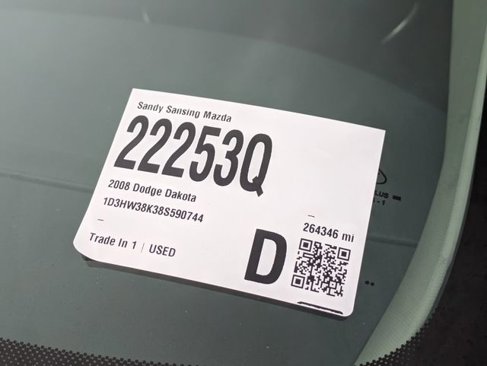 Sandy Sansing Mazda
22253Q
2008 Dodge Dakota
1D3HW38K38S590744
264346 mi
Trade In 1 | USED
D